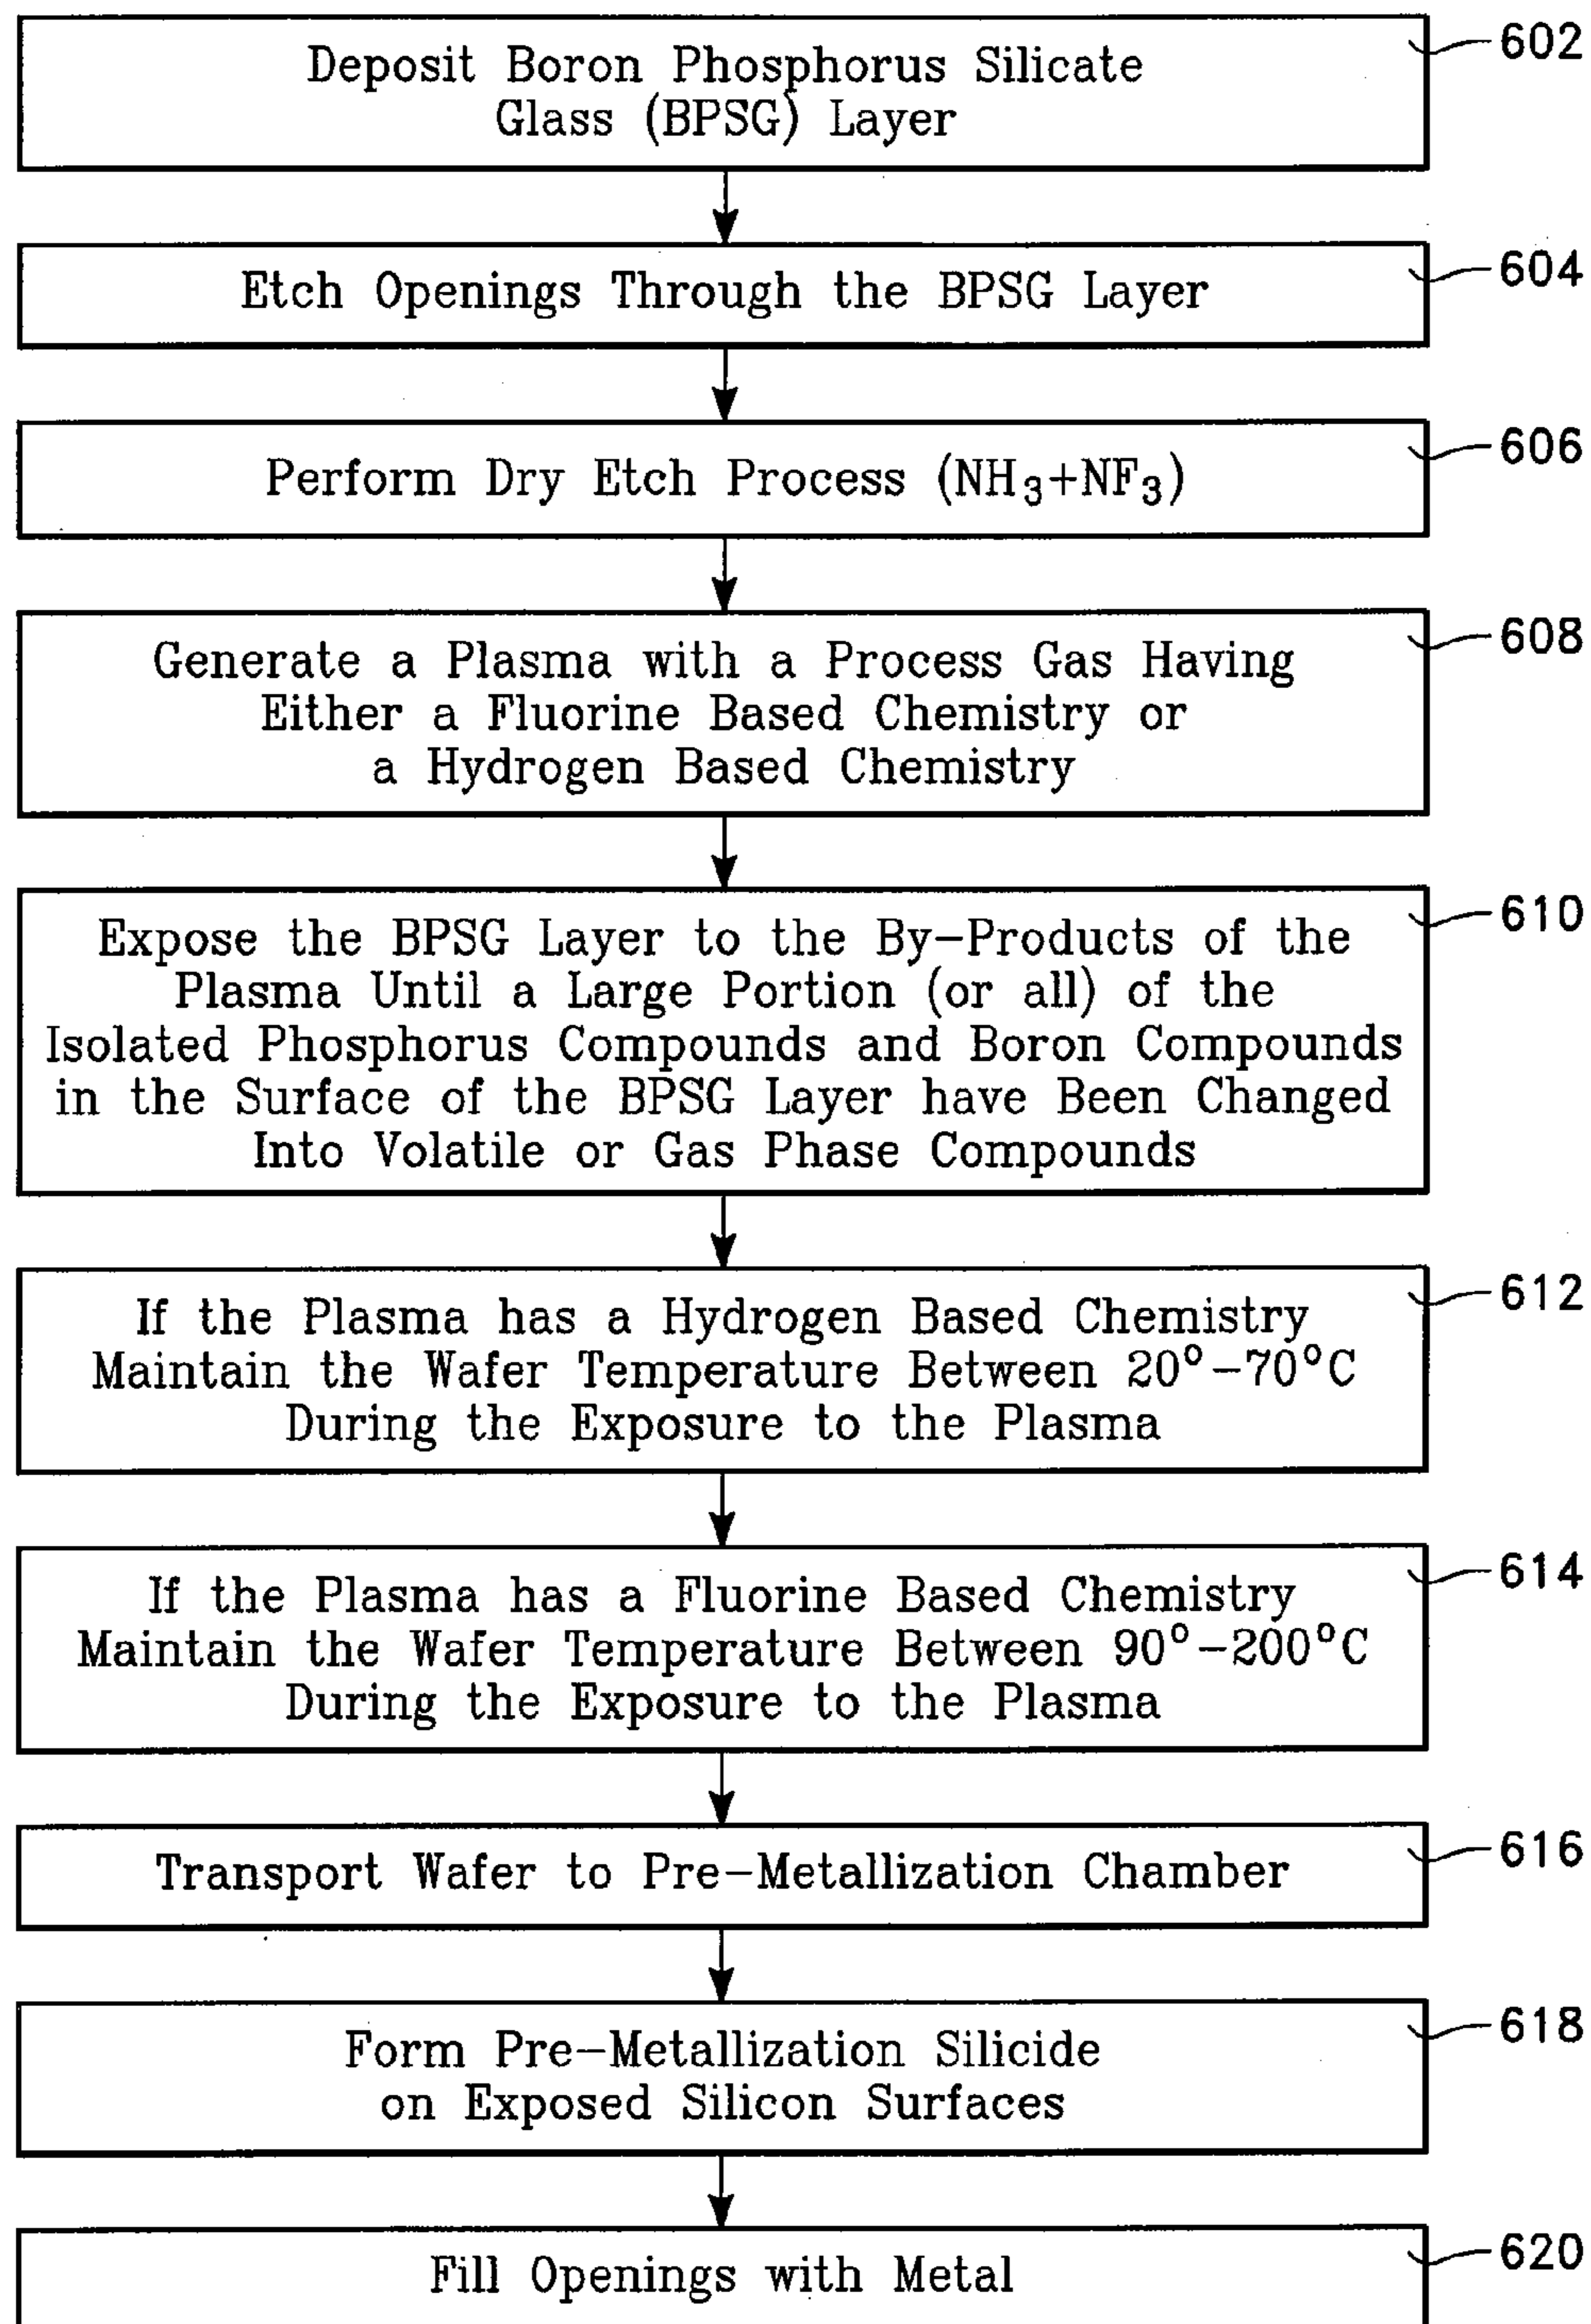 602
Deposit Boron Phosphorus Silicate
Glass (BPSG) Layer
604
Etch Openings Through the BPSG Layer
606
Perform Dry Etch Process (NH₃+NF₃)
608
Generate a Plasma with a Process Gas Having
Either a Fluorine Based Chemistry or
a Hydrogen Based Chemistry
610
Expose the BPSG Layer to the By-Products of the
Plasma Until a Large Portion (or all) of the
Isolated Phosphorus Compounds and Boron Compounds
in the Surface of the BPSG Layer have Been Changed
Into Volatile or Gas Phase Compounds
612
If the Plasma has a Hydrogen Based Chemistry
Maintain the Wafer Temperature Between 20°-70°C
During the Exposure to the Plasma
614
If the Plasma has a Fluorine Based Chemistry
Maintain the Wafer Temperature Between 90°-200°C
During the Exposure to the Plasma
616
Transport Wafer to Pre-Metallization Chamber
618
Form Pre-Metallization Silicide
on Exposed Silicon Surfaces
620
Fill Openings with Metal